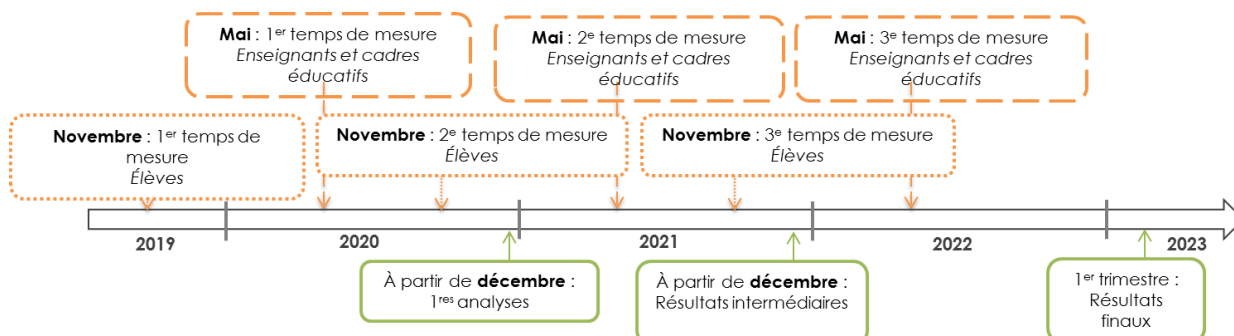 Mai : 1er temps de mesure
Enseignants et cadres
éducatifs
Mai : 2e temps de mesure
Enseignants et cadres
éducatifs
Mai : 3e temps de mesure
Enseignants et cadres
éducatifs
Novembre : 1er temps de
mesure
Élèves
Novembre : 2e temps de mesure
Élèves
Novembre : 3e temps de mesure
Élèves
2019
2020
2021
2022
2023
À partir de décembre :
1res analyses
À partir de décembre :
Résultats intermédiaires
1er trimestre :
Résultats
finaux